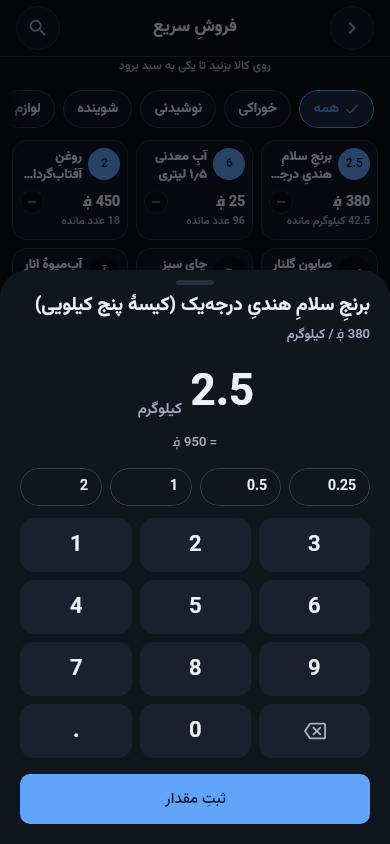 فروشِ سریع
روی کالا بزنید تا یکی به سبد برود
همه
خوراکی
نوشیدنی
شوینده
لوازم
2.5
برنجِ سلامِ هندیِ درج…
380 ؋
42.5 کیلوگرم مانده
6
آبِ معدنی ۱٫۵ لیتری
25 ؋
96 عدد مانده
2
روغنِ آفتاب‌گردا…
450 ؋
18 عدد مانده
صابونِ گلنار
چای سبز
آب‌میوهٔ انار
برنجِ سلامِ هندیِ درجه‌یک (کیسهٔ پنج کیلویی)
380 ؋ / کیلوگرم
2.5 کیلوگرم
= 950 ؋
0.25
0.5
1
2
1 2 3
4 5 6
7 8 9
. 0
ثبتِ مقدار